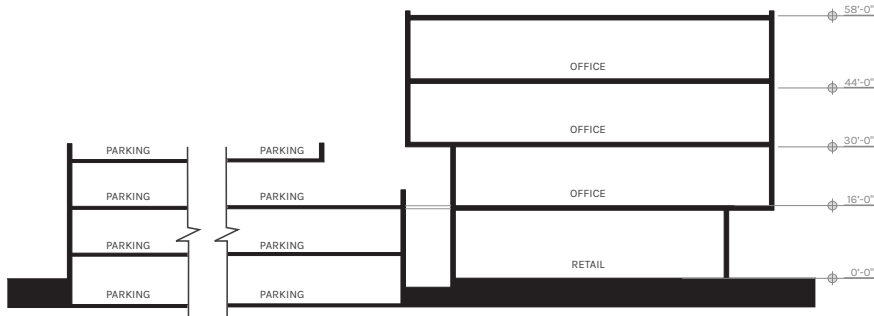 58'-0"
OFFICE
44'-0"
OFFICE
30'-0"
PARKING PARKING
OFFICE
PARKING PARKING
16'-0"
PARKING PARKING
RETAIL
0'-0"
PARKING PARKING